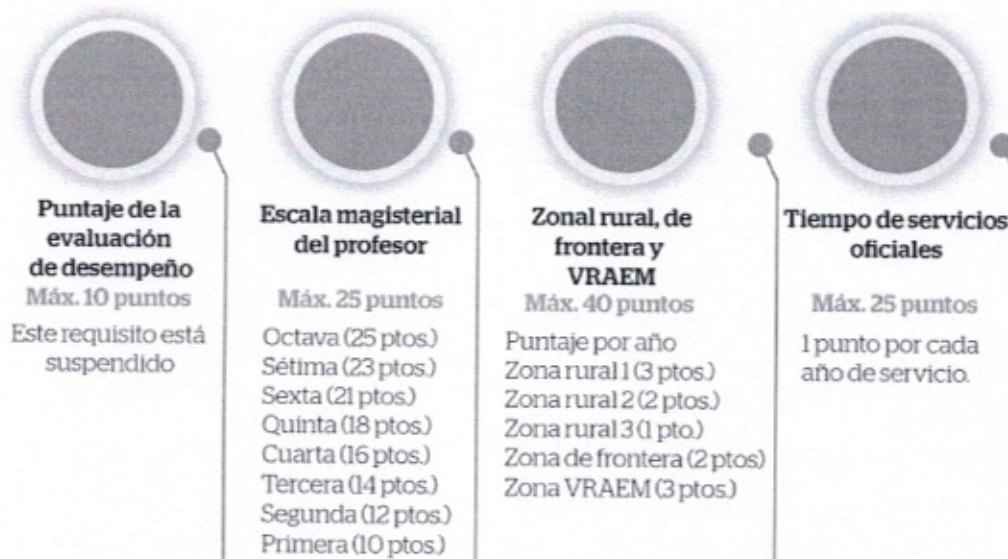 Puntaje de la
evaluación
de desempeño
Máx. 10 puntos
Este requisito está
suspendido
Escala magisterial
del profesor
Máx. 25 puntos
Octava (25 ptos.)
Sétima (23 ptos.)
Sexta (21 ptos.)
Quinta (18 ptos.)
Cuarta (16 ptos.)
Tercera (14 ptos.)
Segunda (12 ptos.)
Primera (10 ptos.)
Zonal rural, de
frontera y
VRAEM
Máx. 40 puntos
Puntaje por año
Zona rural 1 (3 ptos.)
Zona rural 2 (2 ptos.)
Zona rural 3 (1 pto.)
Zona de frontera (2 ptos)
Zona VRAEM (3 ptos.)
Tiempo de servicios
oficiales
Máx. 25 puntos
1 punto por cada
año de servicio.